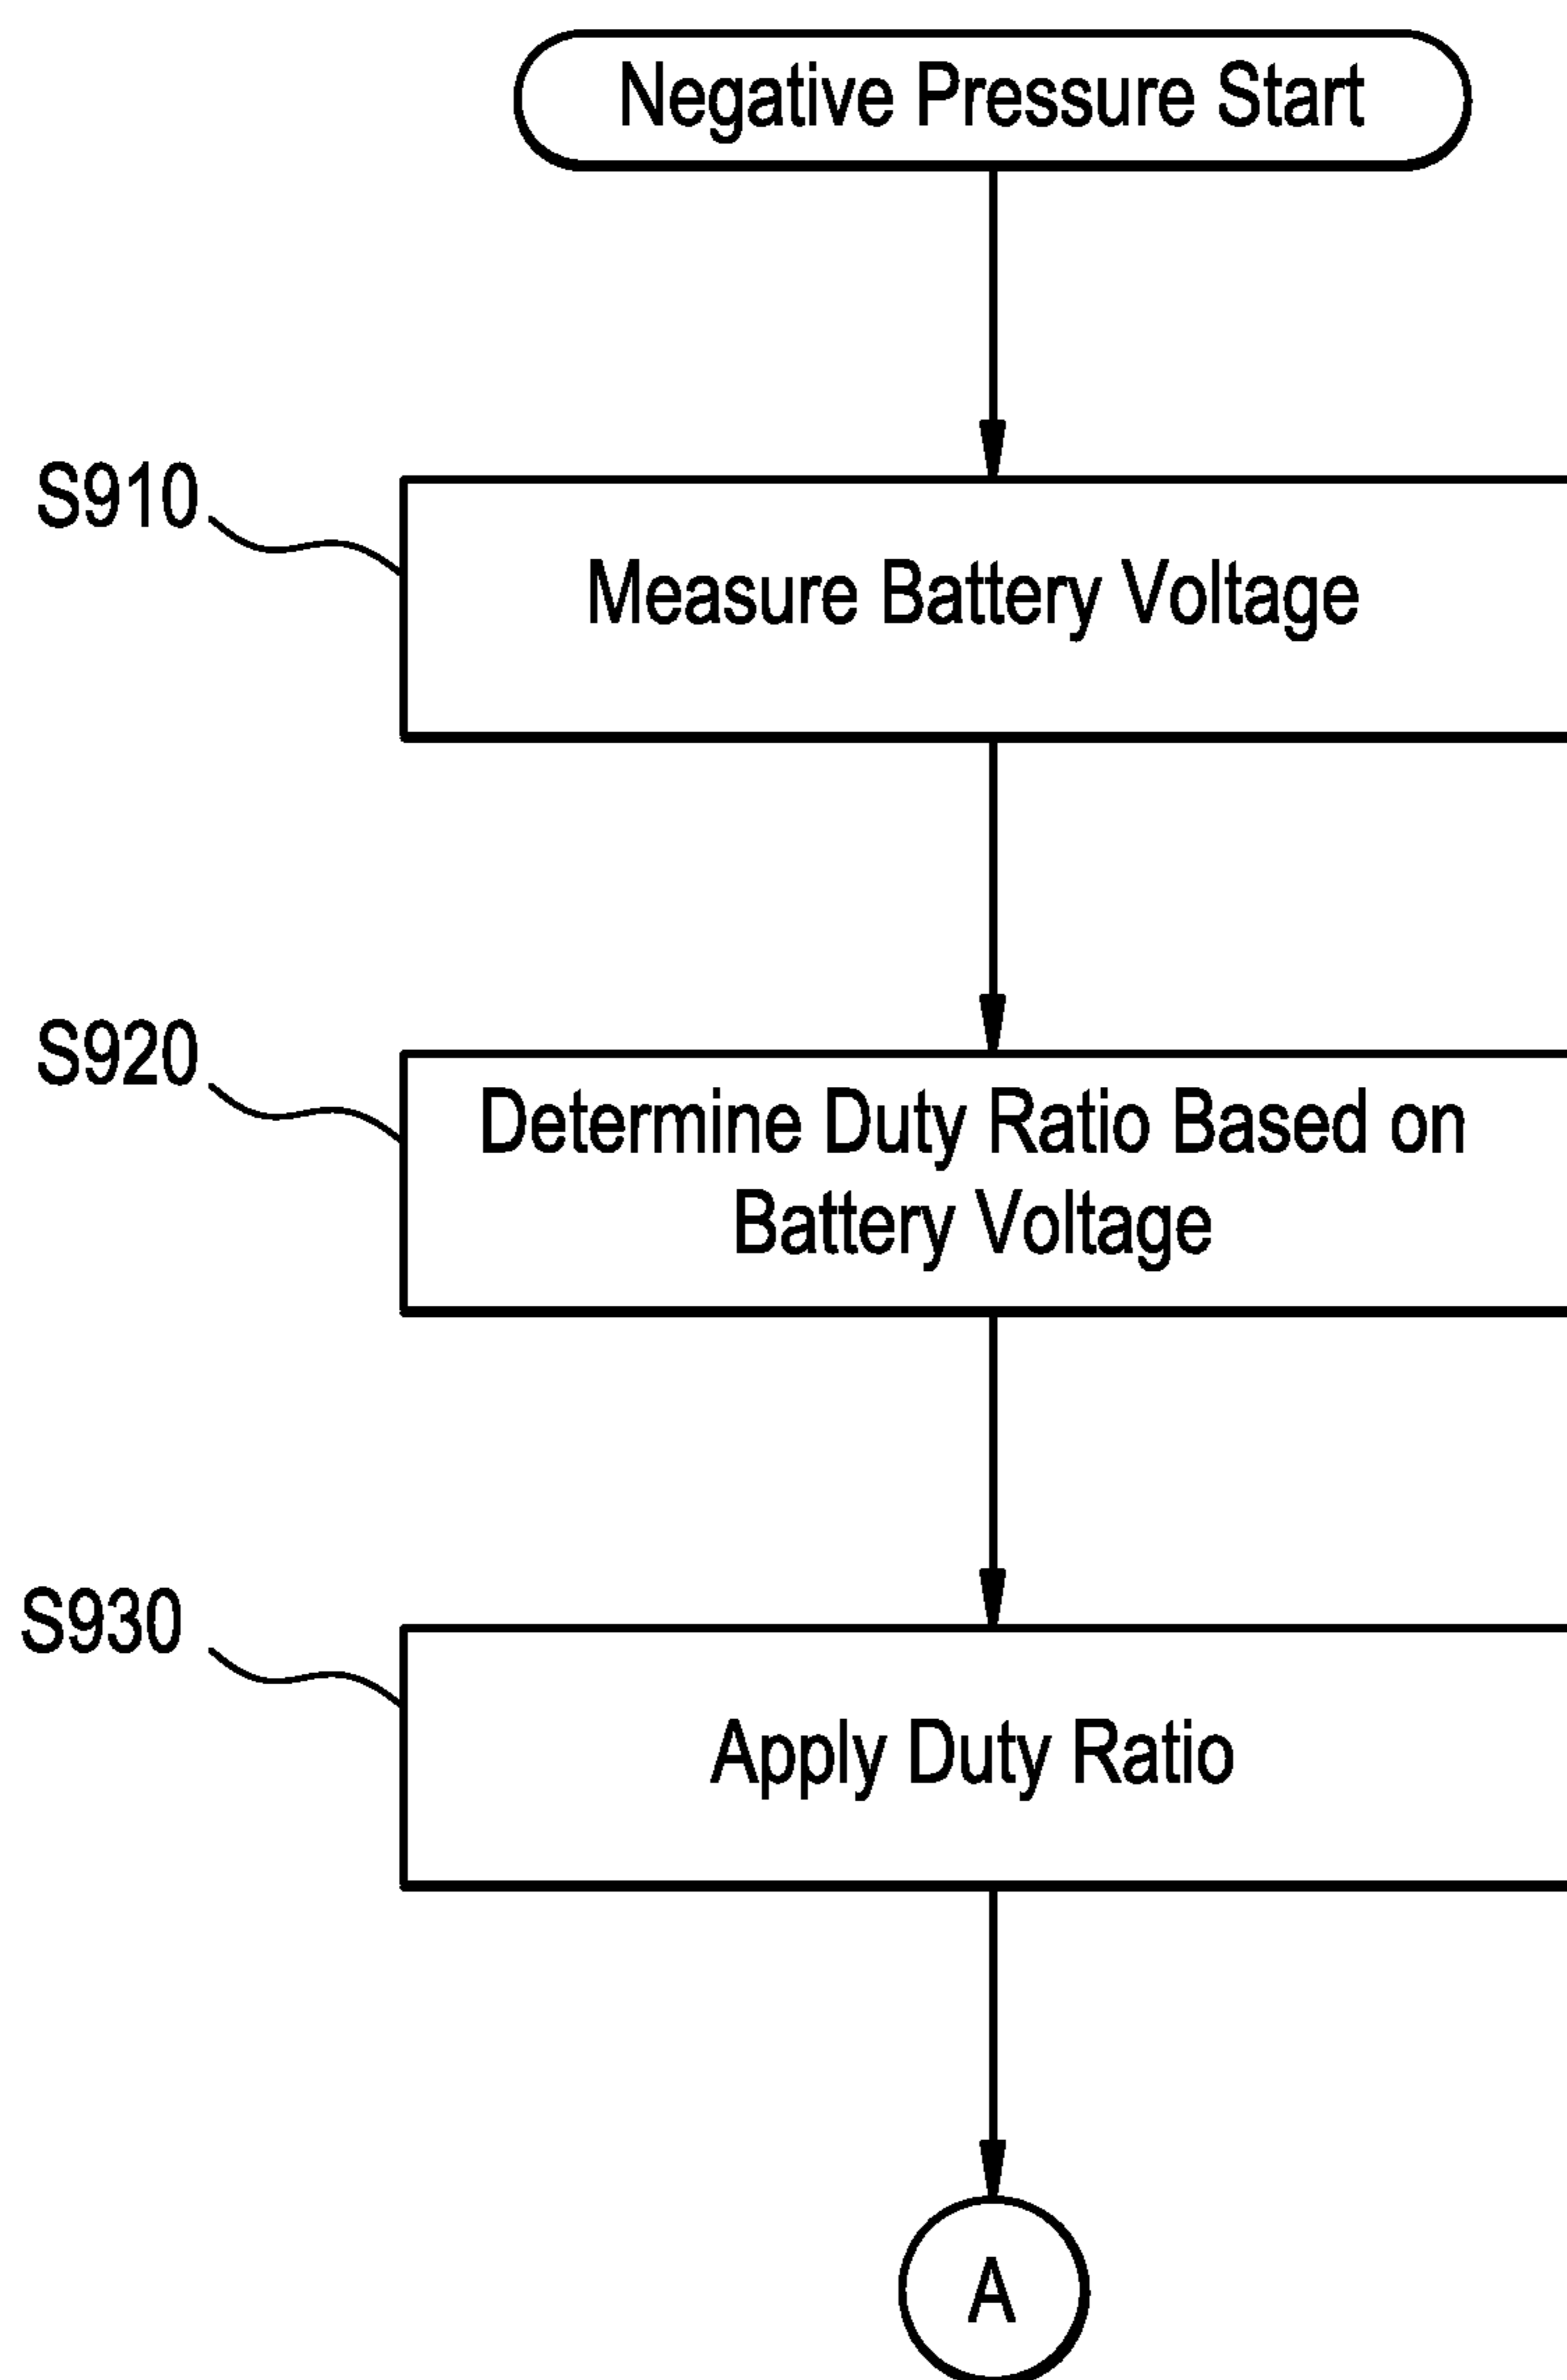 Negative Pressure Start
S910
Measure Battery Voltage
S920
Determine Duty Ratio Based on
Battery Voltage
S930
Apply Duty Ratio
A